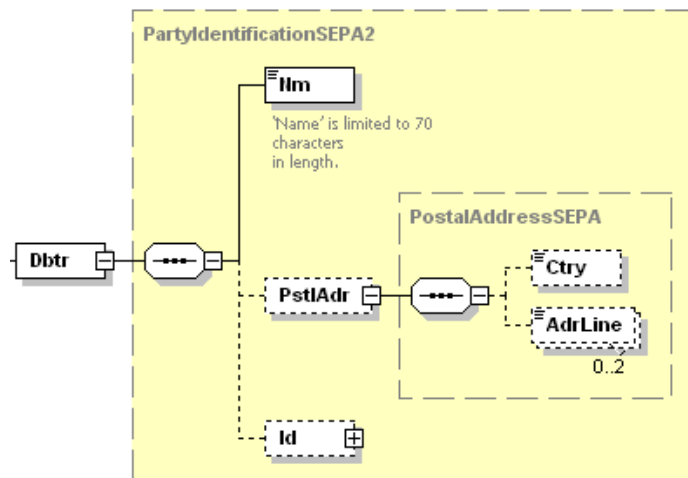 PartyIdentificationSEPA2
Nm
'Name' is limited to 70
characters
in length.
PostalAddressSEPA
Dbtr
Ctry
PstlAdr
AdrLine
0..2
Id